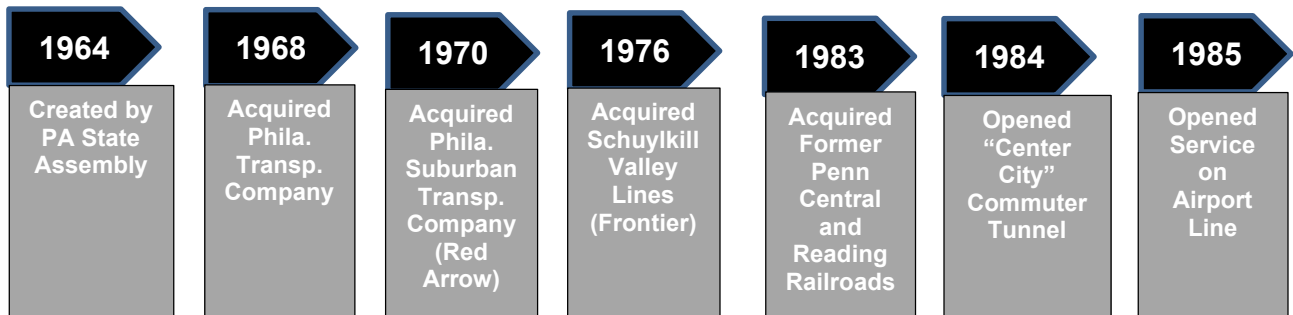 1964
Created by
PA State
Assembly
1968
Acquired
Phila.
Transp.
Company
1970
Acquired
Phila.
Suburban
Transp.
Company
(Red
Arrow)
1976
Acquired
Schuylkill
Valley
Lines
(Frontier)
1983
Acquired
Former
Penn
Central
and
Reading
Railroads
1984
Opened
“Center
City”
Commuter
Tunnel
1985
Opened
Service
on
Airport
Line